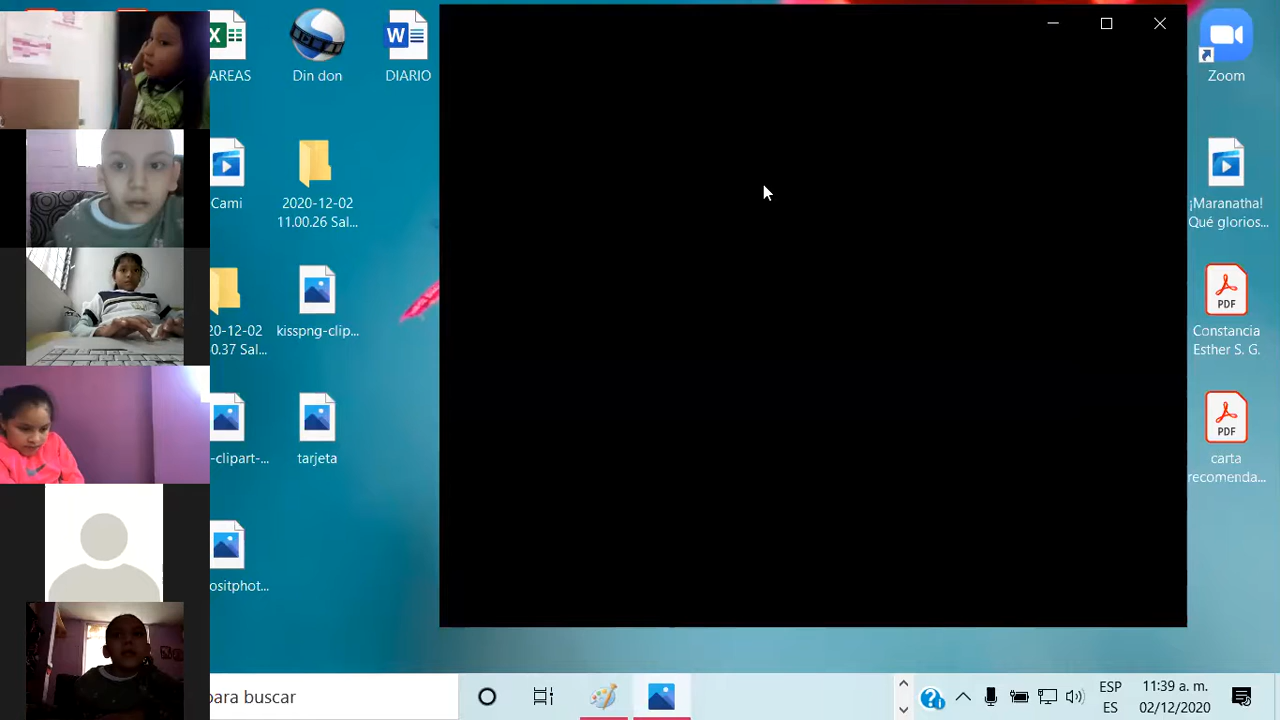 AREAS
Din don
DIARIO
Zoom
Cami
2020-12-02
11.00.26 Sal...
¡Maranatha!
Qué glorios...
PDF
20-12-02
0.37 Sal...
kisspng-clip...
Constancia
Esther S. G.
-clipart-...
tarjeta
PDF
carta
recomenda...
ositphot...
para buscar
ESP
ES
11:39 a. m.
02/12/2020